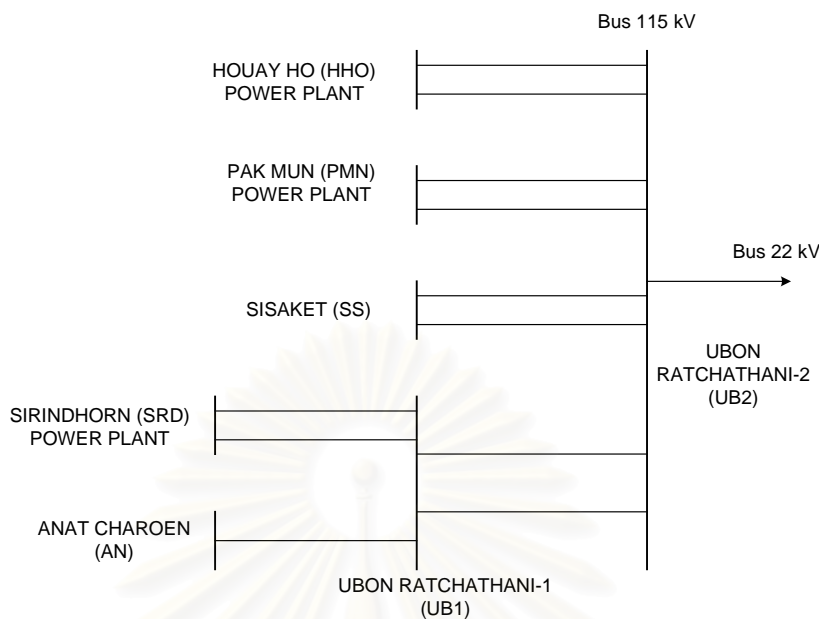 Bus 115 kV
HOUAY HO (HHO)
POWER PLANT
PAK MUN (PMN)
POWER PLANT
Bus 22 kV
SISAKET (SS)
UBON
RATCHATHANI-2
(UB2)
SIRINDHORN (SRD)
POWER PLANT
ANAT CHAROEN
(AN)
UBON RATCHATHANI-1
(UB1)